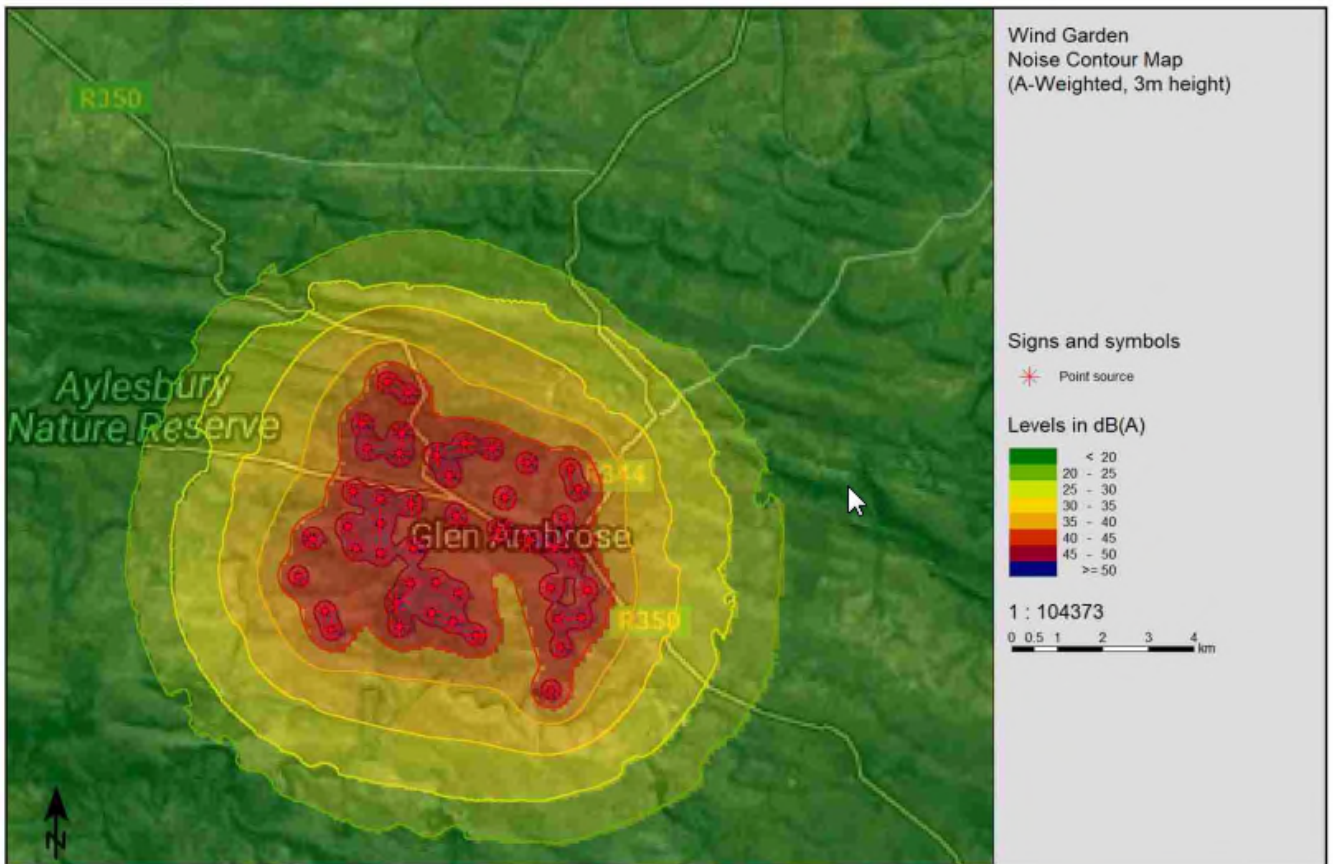 Wind Garden
Noise Contour Map
(A-Weighted, 3m height)
R350
Aylesbury
Nature Reserve
R344
Glen Ambrose
R350
N
Signs and symbols
Point source
Levels in dB(A)
< 20
20 - 25
25 - 30
30 - 35
35 - 40
40 - 45
45 - 50
>= 50
1 : 104373
0 0.5 1 2 3 4
km